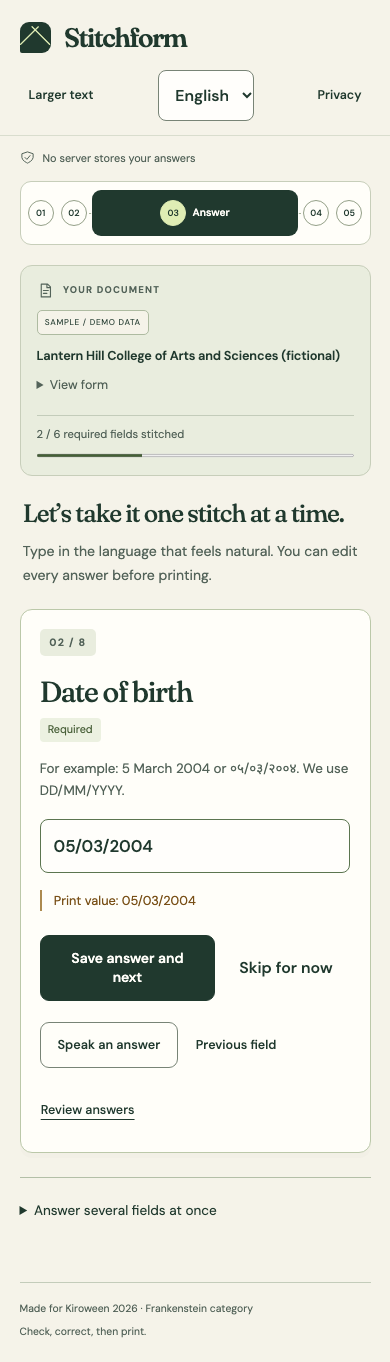 Stitchform
Larger text
English
Privacy
No server stores your answers
01
02
03
Answer
04
05
YOUR DOCUMENT
SAMPLE / DEMO DATA
Lantern Hill College of Arts and Sciences (fictional)
View form
2 / 6 required fields stitched
Let’s take it one stitch at a time.
Type in the language that feels natural. You can edit
every answer before printing.
02 / 8
Date of birth
Required
For example: 5 March 2004 or ०५/०३/२००४. We use
DD/MM/YYYY.
05/03/2004
Print value: 05/03/2004
Save answer and
next
Skip for now
Speak an answer
Previous field
Review answers
Answer several fields at once
Made for Kiroween 2026 · Frankenstein category
Check, correct, then print.